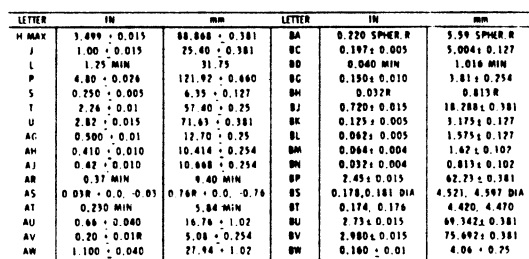 LETTER IN mm LETTER IN mm
H MAX 3.499 ± 0.015 88.868 ± 0.381 BA 0.220 SPHER.R 5.59 SPHER.R
J 1.00 ± 0.015 25.40 ± 0.381 BC 0.197± 0.005 5.004± 0.127
L 1.25 MIN 31.75 BD 0.040 MIN 1.016 MIN
P 4.80 ± 0.026 121.92 ± 0.660 BG 0.150±0.010 3.81± 0.254
S 0.250 ± 0.005 6.35 ± 0.127 BH 0.032R 0.813R
T 2.26 ± 0.01 57.40 ± 0.25 BJ 0.720±0.015 18.288±0.381
U 2.82 ± 0.015 71.63 ± 0.381 BK 0.125±0.005 3.175±0.127
AG 0.500 ± 0.01 12.70 ± 0.25 BL 0.062±0.005 1.575±0.127
AH 0.410 ± 0.010 10.414 ± 0.254 BM 0.064±0.004 1.62±0.102
AJ 0.42 ± 0.010 10.668 ± 0.254 BN 0.032±0.004 0.813±0.102
AR 0.37 MIN 9.40 MIN BP 2.45±0.015 62.23±0.381
AS 0.03R + 0.0, -0.03 0.76R + 0.0, -0.76 BS 0.178,0.181 DIA 4.521, 4.597 DIA
AT 0.230 MIN 5.84 MIN BT 0.174, 0.176 4.420, 4.470
AU 0.66 ± 0.040 16.76 ± 1.02 BU 2.73±0.015 69.342±0.381
AV 0.20 ± 0.01R 5.08 ± 0.254 BV 2.980±0.015 75.692±0.381
AW 1.100 ± 0.040 27.94 ± 1.02 BW 0.160 ± 0.01 4.06 ± 0.25